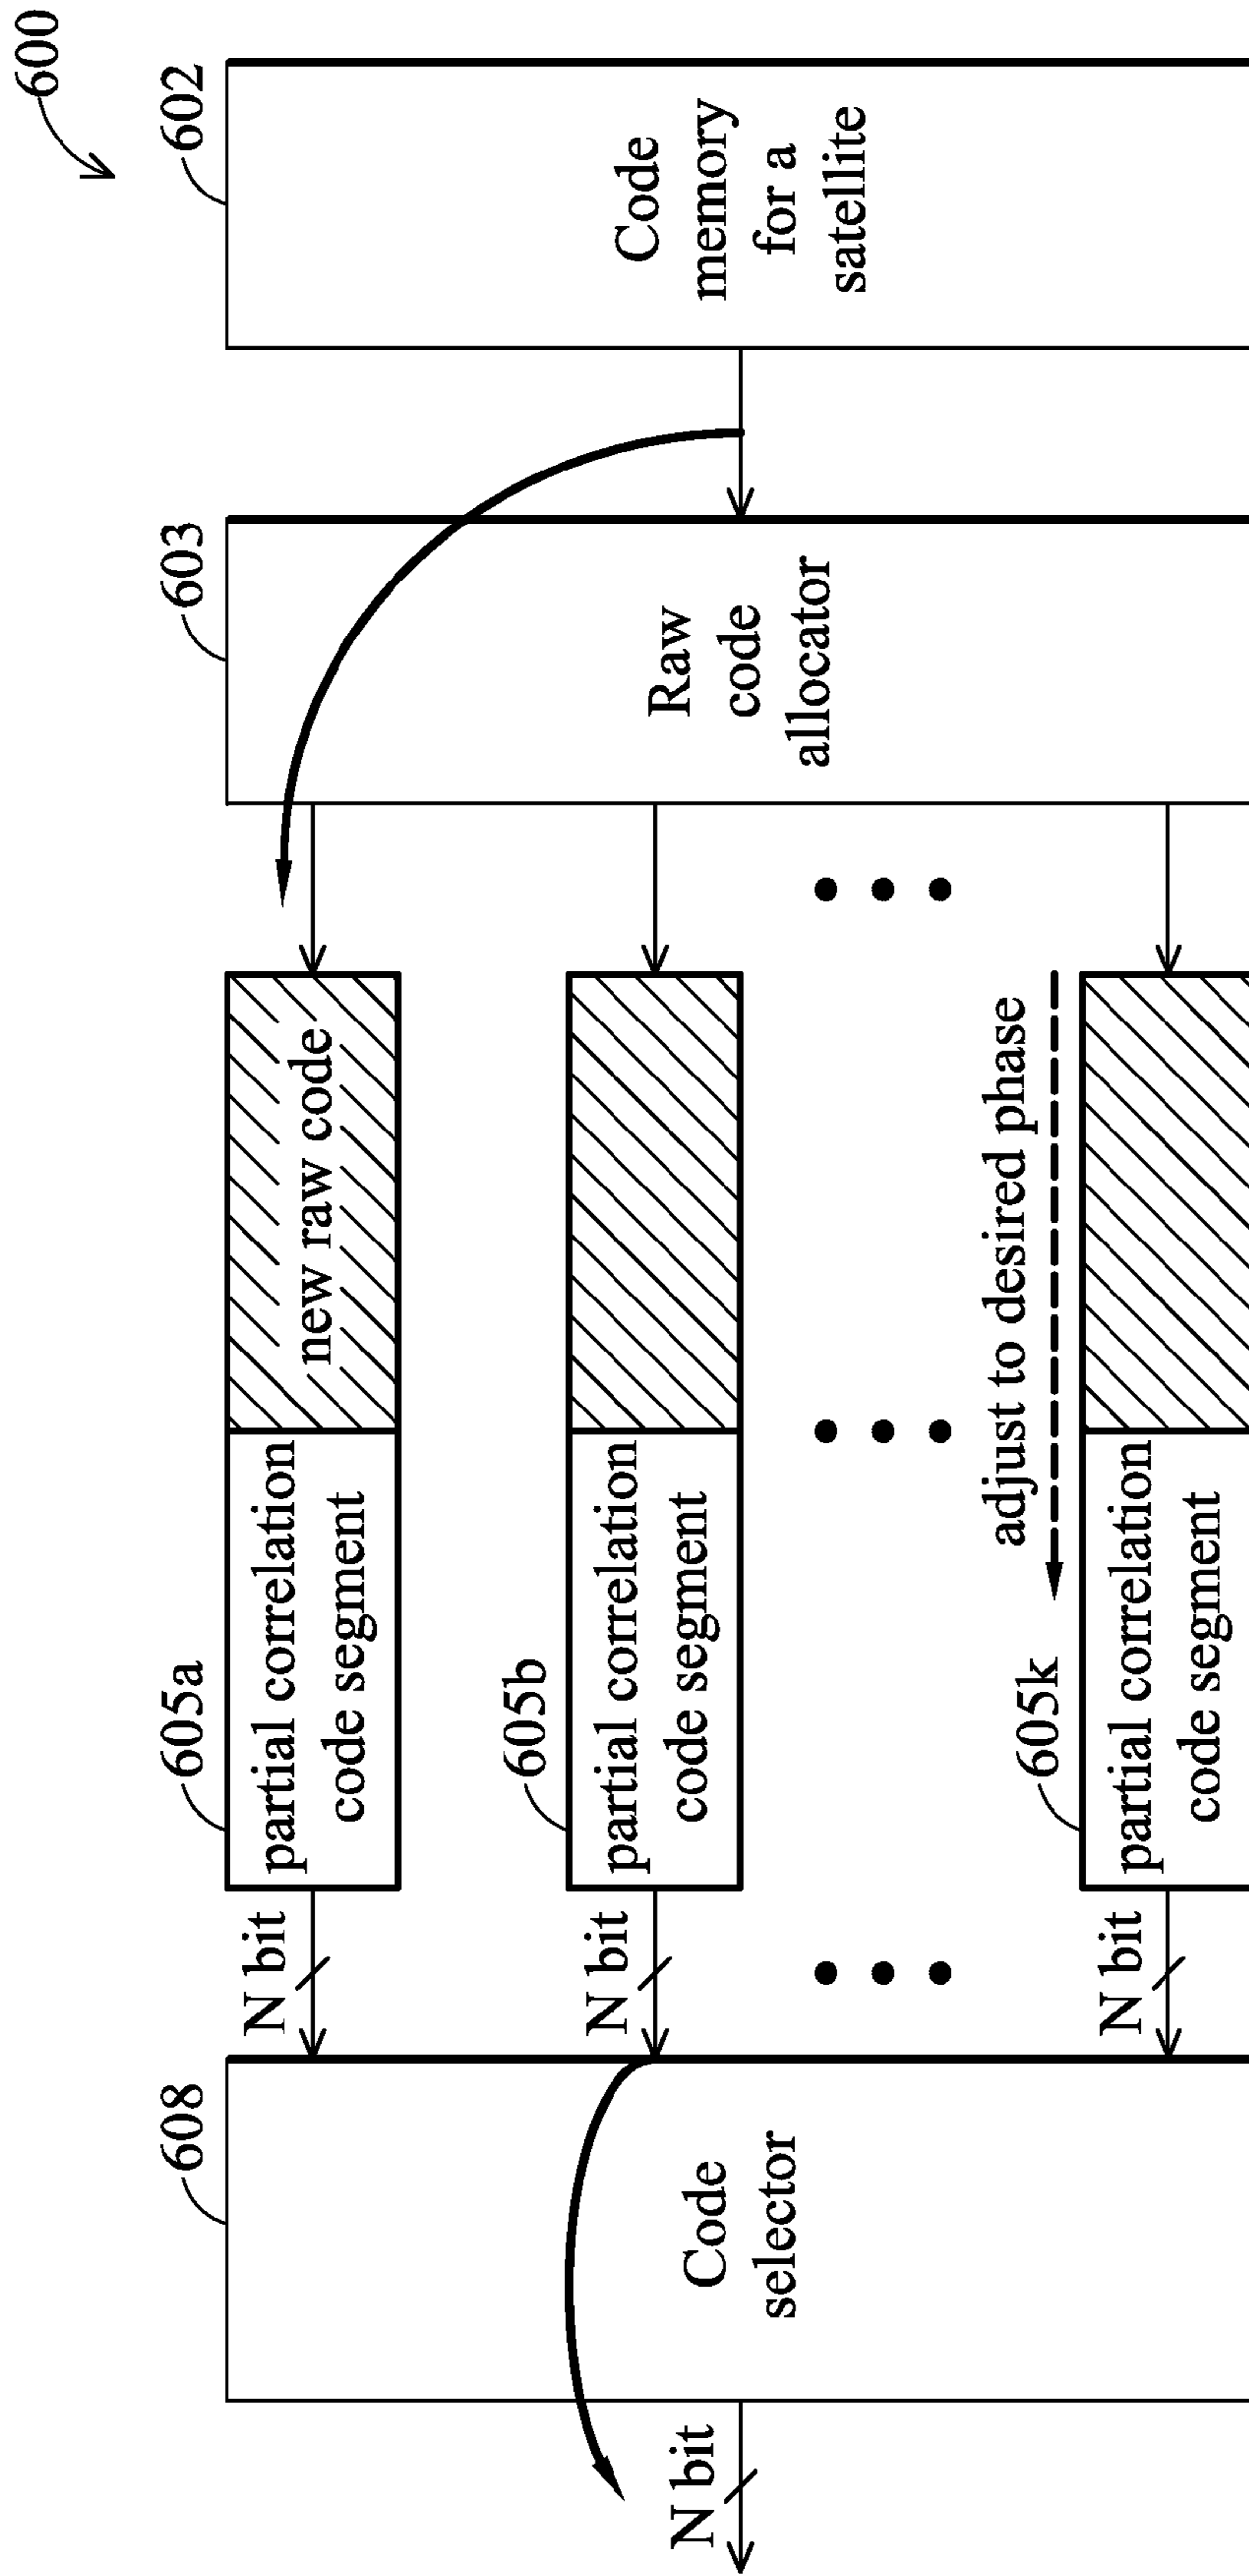 600
602
Code
memory
for a
satellite
603
Raw
code
allocator
605a
partial correlation
code segment
new raw code
N bit
605b
partial correlation
code segment
N bit
adjust to desired phase
605k
partial correlation
code segment
N bit
608
Code
selector
N bit